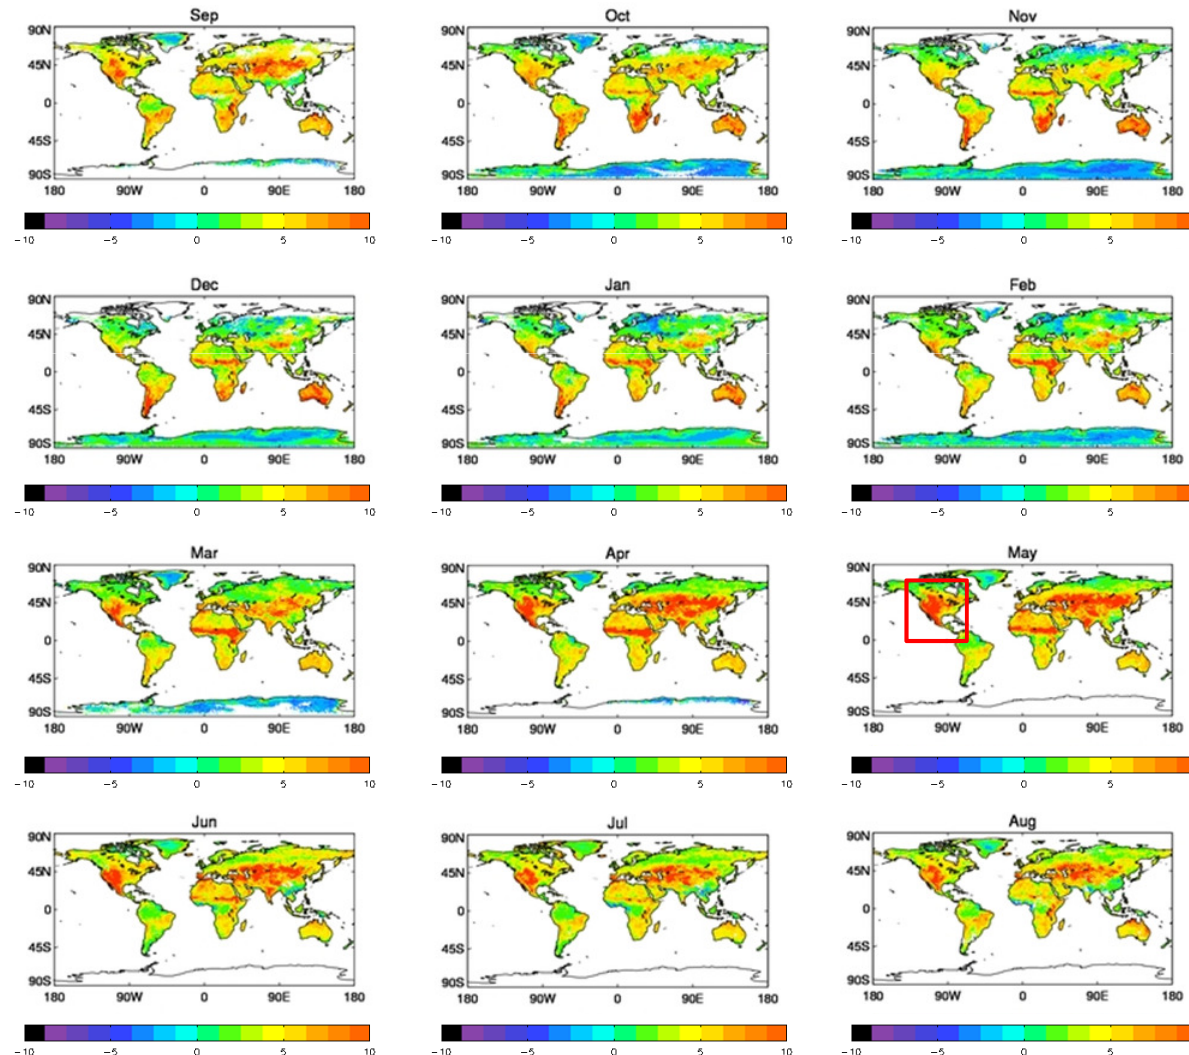 Sep Oct Nov
90N 90N 90N
45N 45N 45N
0 0 0
45S 45S 45S
90S 90S 90S
180 90W 0 90E 180 180 90W 0 90E 180 180 90W 0 90E 180
-10 -5 0 5 10 -10 -5 0 5 10 -10 -5 0 5
Dec Jan Feb
90N 90N 90N
45N 45N 45N
0 0 0
45S 45S 45S
90S 90S 90S
180 90W 0 90E 180 180 90W 0 90E 180 180 90W 0 90E 180
-10 -5 0 5 10 -10 -5 0 5 10 -10 -5 0 5
Mar Apr May
90N 90N 90N
45N 45N 45N
0 0 0
45S 45S 45S
90S 90S 90S
180 90W 0 90E 180 180 90W 0 90E 180 180 90W 0 90E 180
-10 -5 0 5 10 -10 -5 0 5 10 -10 -5 0 5
Jun Jul Aug
90N 90N 90N
45N 45N 45N
0 0 0
45S 45S 45S
90S 90S 90S
180 90W 0 90E 180 180 90W 0 90E 180 180 90W 0 90E 180
-10 -5 0 5 10 -10 -5 0 5 10 -10 -5 0 5